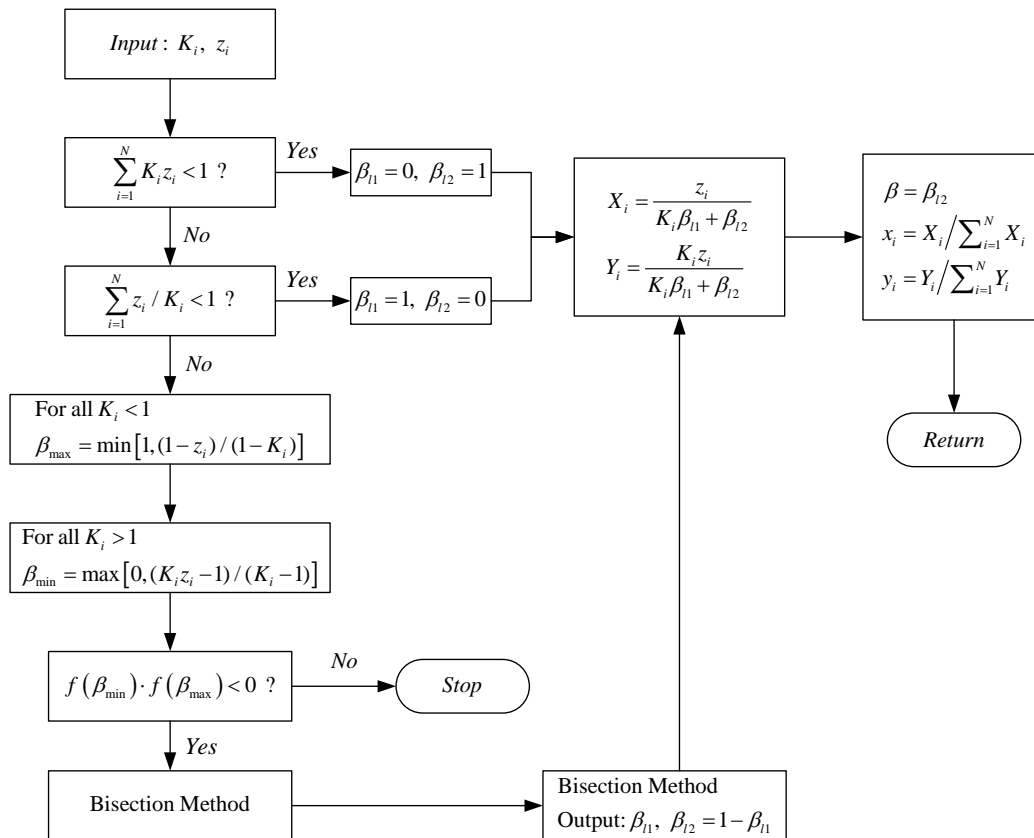 Input: K_i, z_i
∑_{i=1}^{N} K_i z_i < 1 ?
Yes
β_{l1} = 0, β_{l2} = 1
No
∑_{i=1}^{N} z_i / K_i < 1 ?
Yes
β_{l1} = 1, β_{l2} = 0
No
X_i = z_i / (K_i β_{l1} + β_{l2})
Y_i = K_i z_i / (K_i β_{l1} + β_{l2})
β = β_{l2}
x_i = X_i / ∑_{i=1}^{N} X_i
y_i = Y_i / ∑_{i=1}^{N} Y_i
Return
For all K_i < 1
β_max = min[1, (1 − z_i) / (1 − K_i)]
For all K_i > 1
β_min = max[0, (K_i z_i − 1) / (K_i − 1)]
f(β_min) · f(β_max) < 0 ?
No
Stop
Yes
Bisection Method
Bisection Method
Output: β_{l1}, β_{l2} = 1 − β_{l1}